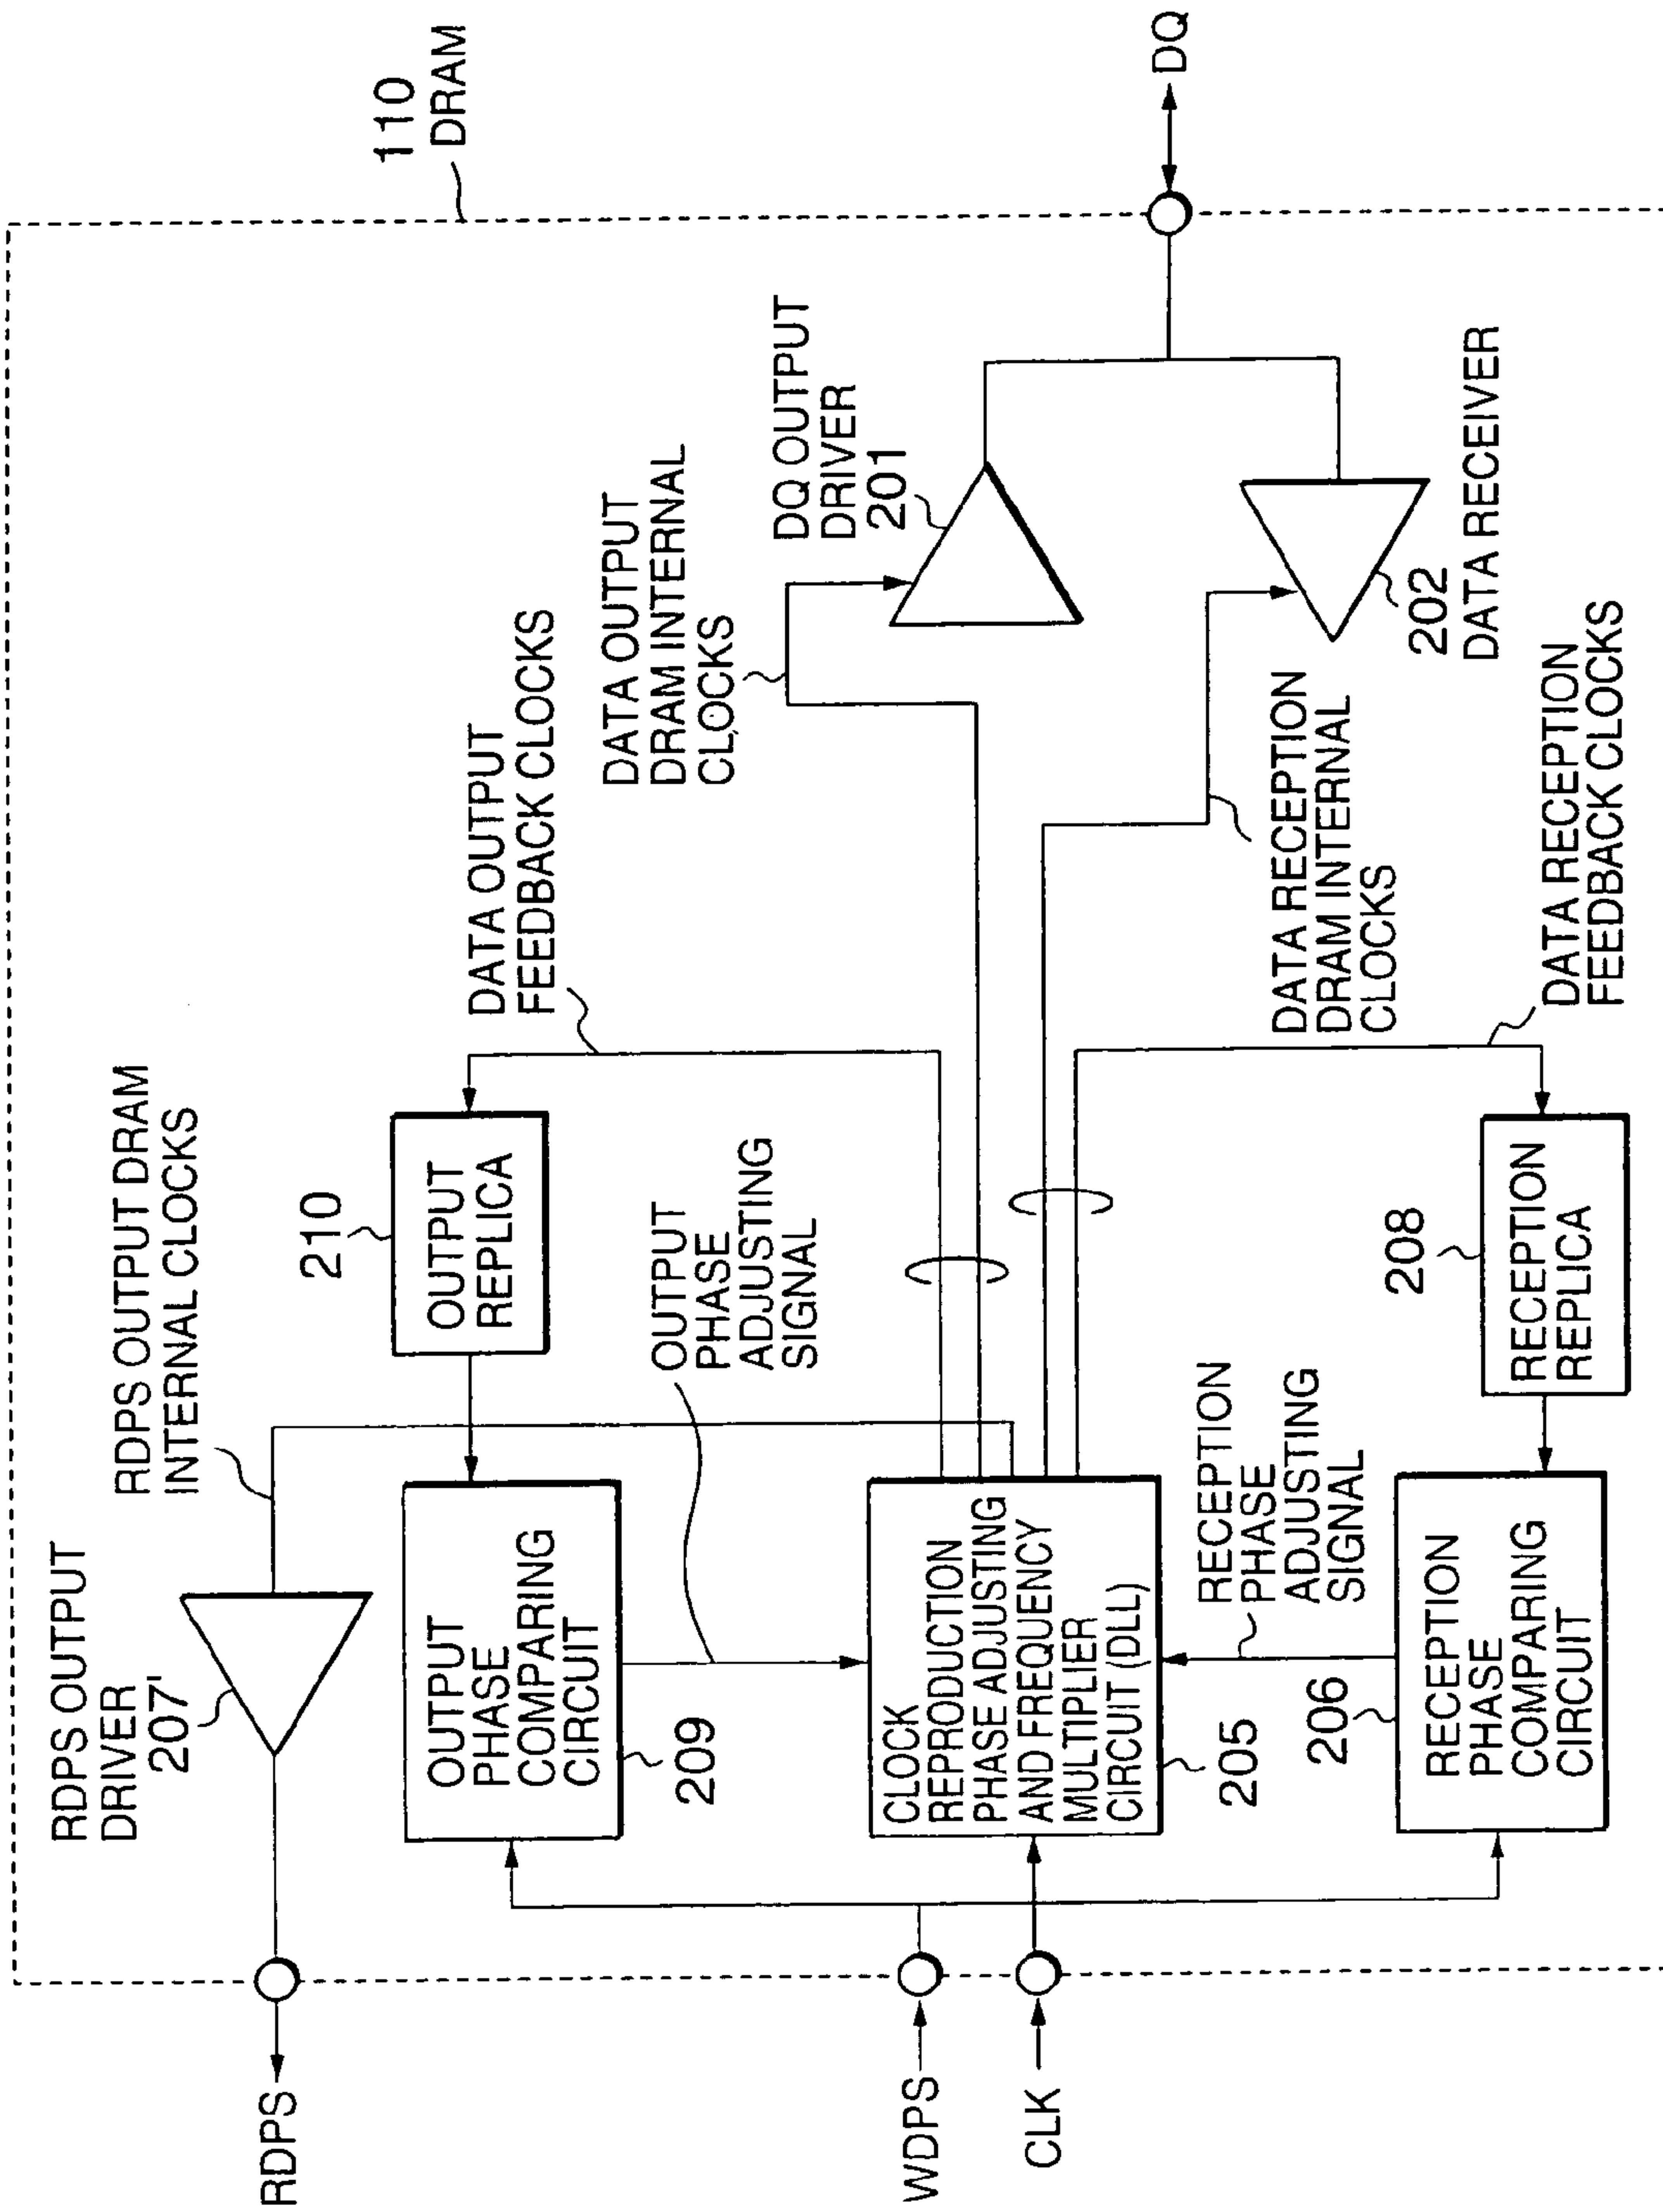 110
DRAM
RDPS OUTPUT
DRIVER
207'
RDPS OUTPUT DRAM
INTERNAL CLOCKS
RDPS
210
OUTPUT
REPLICA
DATA OUTPUT
FEEDBACK CLOCKS
OUTPUT
PHASE
COMPARING
CIRCUIT
209
OUTPUT
PHASE
ADJUSTING
SIGNAL
DATA OUTPUT
DRAM INTERNAL
CLOCKS
DQ OUTPUT
DRIVER
201
WDPS
CLK
CLOCK
REPRODUCTION
PHASE ADJUSTING
AND FREQUENCY
MULTIPLIER
CIRCUIT (DLL)
205
DQ
RECEPTION
PHASE
ADJUSTING
SIGNAL
DATA RECEPTION
DRAM INTERNAL
CLOCKS
202
DATA RECEIVER
206
RECEPTION
PHASE
COMPARING
CIRCUIT
208
RECEPTION
REPLICA
DATA RECEPTION
FEEDBACK CLOCKS